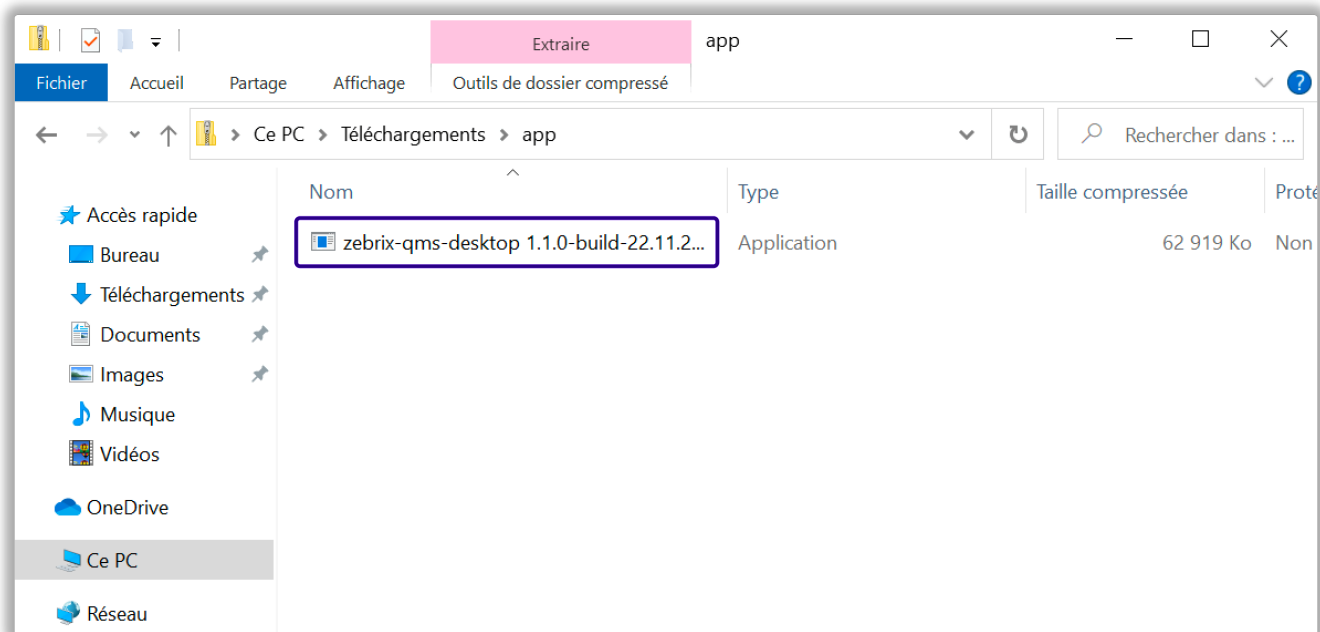 Extraire app
Fichier Accueil Partage Affichage Outils de dossier compressé
Ce PC > Téléchargements > app
Rechercher dans : ...
Nom Type Taille compressée Proté
zebrix-qms-desktop 1.1.0-build-22.11.2... Application 62 919 Ko Non
Accès rapide
Bureau
Téléchargements
Documents
Images
Musique
Vidéos
OneDrive
Ce PC
Réseau